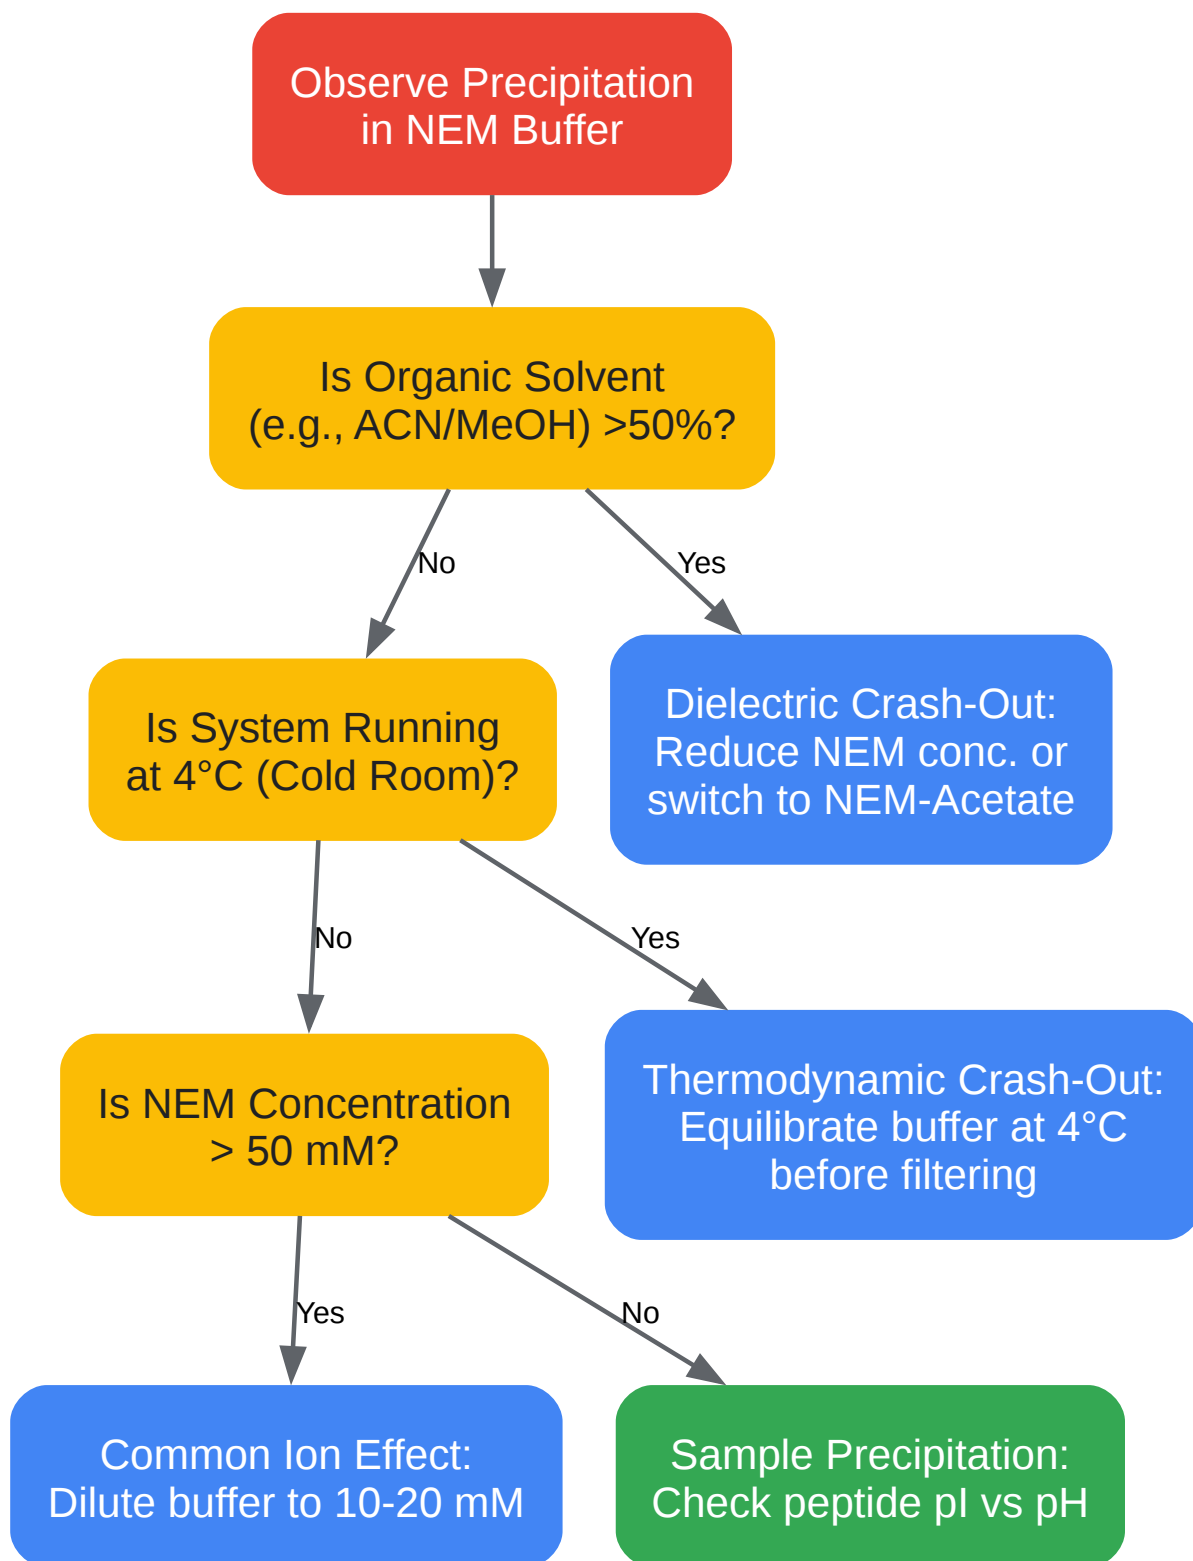 Observe Precipitation
in NEM Buffer
Is Organic Solvent
(e.g., ACN/MeOH) >50%?
No
Yes
Is System Running
at 4°C (Cold Room)?
Dielectric Crash-Out:
Reduce NEM conc. or
switch to NEM-Acetate
No
Yes
Is NEM Concentration
> 50 mM?
Thermodynamic Crash-Out:
Equilibrate buffer at 4°C
before filtering
Yes
No
Common Ion Effect:
Dilute buffer to 10-20 mM
Sample Precipitation:
Check peptide pI vs pH